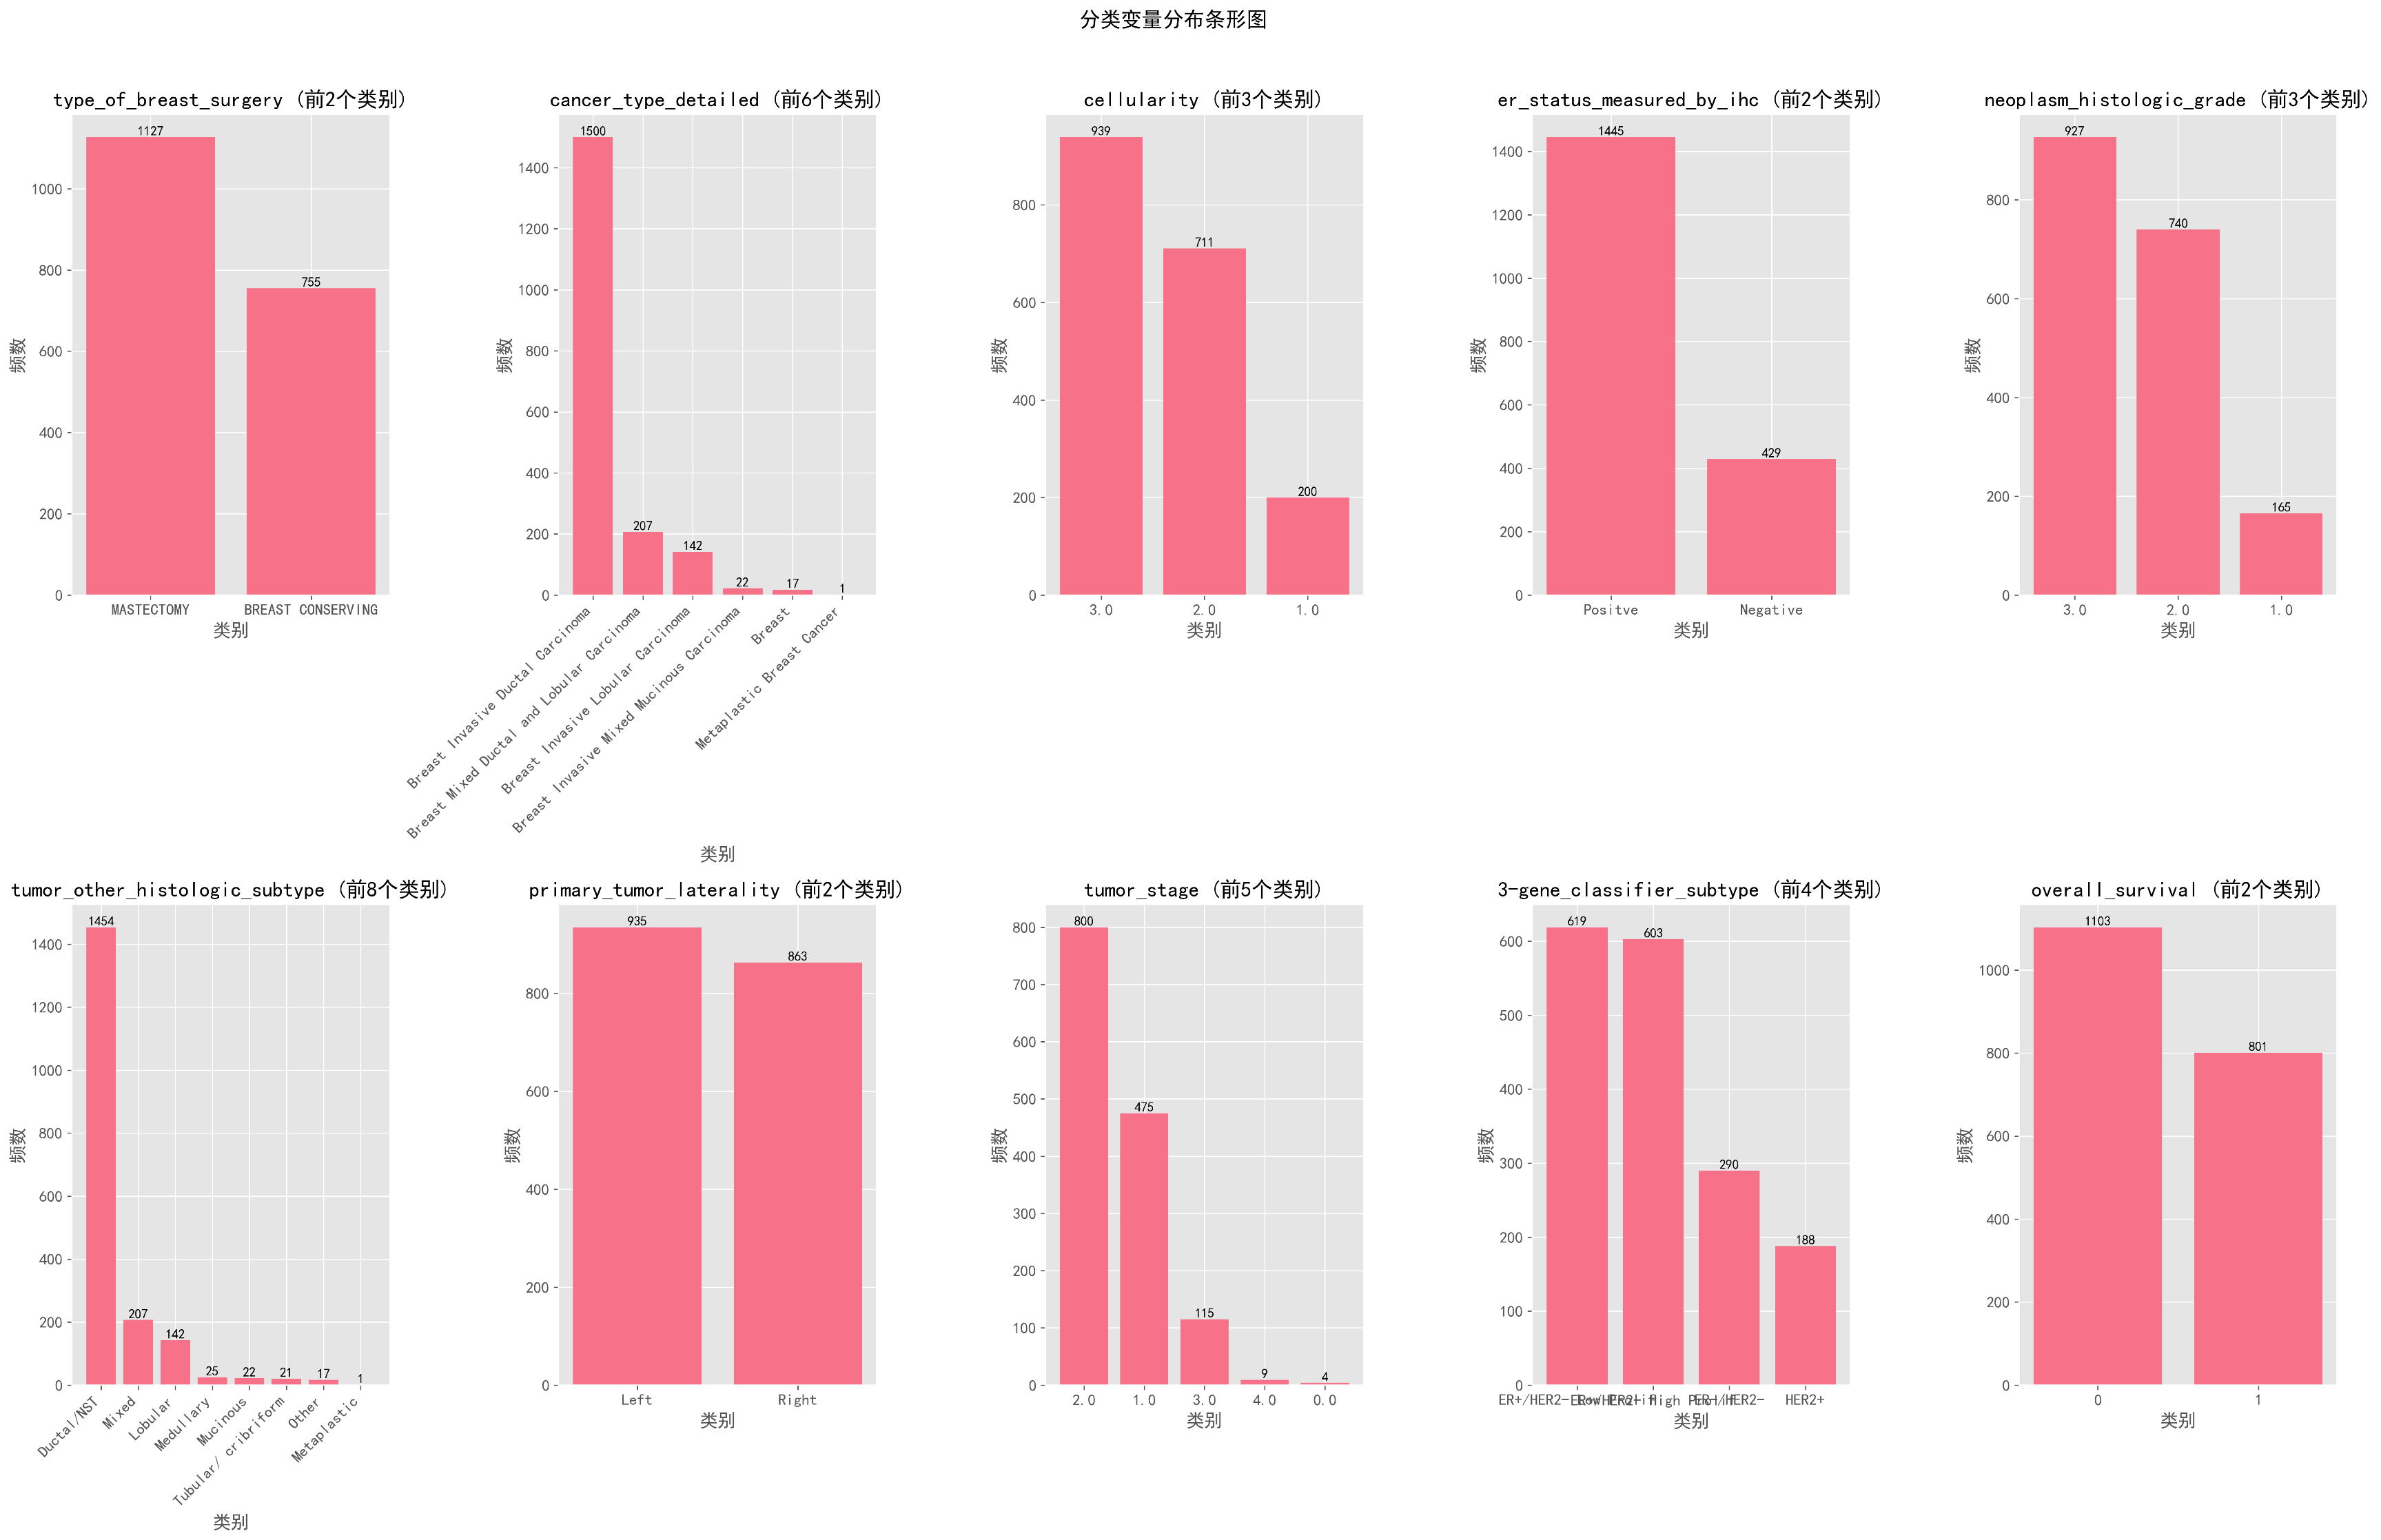 分类变量分布条形图
type_of_breast_surgery (前2个类别)
频数
1000
800
600
400
200
0
1127
755
MASTECTOMY
BREAST CONSERVING
类别
cancer_type_detailed (前6个类别)
频数
1400
1200
1000
800
600
400
200
0
1500
207
142
22
17
1
Breast Invasive Ductal Carcinoma
Breast Mixed Ductal and Lobular Carcinoma
Breast Invasive Lobular Carcinoma
Breast Invasive Mixed Mucinous Carcinoma
Breast
Metaplastic Breast Cancer
类别
cellularity (前3个类别)
频数
800
600
400
200
0
939
711
200
3.0
2.0
1.0
类别
er_status_measured_by_ihc (前2个类别)
频数
1400
1200
1000
800
600
400
200
0
1445
429
Positve
Negative
类别
neoplasm_histologic_grade (前3个类别)
频数
800
600
400
200
0
927
740
165
3.0
2.0
1.0
类别
tumor_other_histologic_subtype (前8个类别)
频数
1400
1200
1000
800
600
400
200
0
1454
207
142
25
22
21
17
1
Ductal/NST
Mixed
Lobular
Medullary
Mucinous
Tubular/ cribriform
Other
Metaplastic
类别
primary_tumor_laterality (前2个类别)
频数
800
600
400
200
0
935
863
Left
Right
类别
tumor_stage (前5个类别)
频数
800
700
600
500
400
300
200
100
0
800
475
115
9
4
2.0
1.0
3.0
4.0
0.0
类别
3-gene_classifier_subtype (前4个类别)
频数
600
500
400
300
200
100
0
619
603
290
188
ER+/HER2- Low Prolif
ER+/HER2- High Prolif
ER-/HER2-
HER2+
类别
overall_survival (前2个类别)
频数
1000
800
600
400
200
0
1103
801
0
1
类别